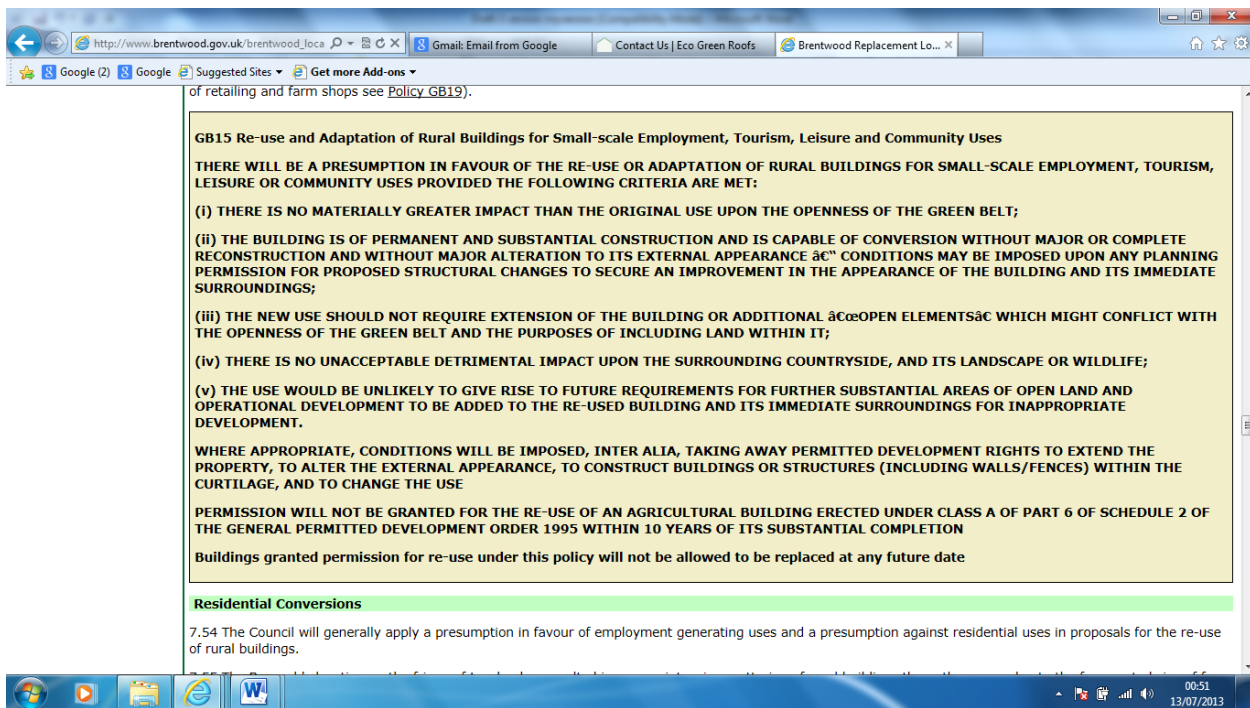 http://www.brentwood.gov.uk/brentwood_loca
Gmail: Email from Google
Contact Us | Eco Green Roofs
Brentwood Replacement Lo...
Google (2)
Google
Suggested Sites
Get more Add-ons
of retailing and farm shops see Policy GB19).
GB15 Re-use and Adaptation of Rural Buildings for Small-scale Employment, Tourism, Leisure and Community Uses
THERE WILL BE A PRESUMPTION IN FAVOUR OF THE RE-USE OR ADAPTATION OF RURAL BUILDINGS FOR SMALL-SCALE EMPLOYMENT, TOURISM,
LEISURE OR COMMUNITY USES PROVIDED THE FOLLOWING CRITERIA ARE MET:
(i) THERE IS NO MATERIALLY GREATER IMPACT THAN THE ORIGINAL USE UPON THE OPENNESS OF THE GREEN BELT;
(ii) THE BUILDING IS OF PERMANENT AND SUBSTANTIAL CONSTRUCTION AND IS CAPABLE OF CONVERSION WITHOUT MAJOR OR COMPLETE
RECONSTRUCTION AND WITHOUT MAJOR ALTERATION TO ITS EXTERNAL APPEARANCE â€“ CONDITIONS MAY BE IMPOSED UPON ANY PLANNING
PERMISSION FOR PROPOSED STRUCTURAL CHANGES TO SECURE AN IMPROVEMENT IN THE APPEARANCE OF THE BUILDING AND ITS IMMEDIATE
SURROUNDINGS;
(iii) THE NEW USE SHOULD NOT REQUIRE EXTENSION OF THE BUILDING OR ADDITIONAL â€œOPEN ELEMENTSâ€ WHICH MIGHT CONFLICT WITH
THE OPENNESS OF THE GREEN BELT AND THE PURPOSES OF INCLUDING LAND WITHIN IT;
(iv) THERE IS NO UNACCEPTABLE DETRIMENTAL IMPACT UPON THE SURROUNDING COUNTRYSIDE, AND ITS LANDSCAPE OR WILDLIFE;
(v) THE USE WOULD BE UNLIKELY TO GIVE RISE TO FUTURE REQUIREMENTS FOR FURTHER SUBSTANTIAL AREAS OF OPEN LAND AND
OPERATIONAL DEVELOPMENT TO BE ADDED TO THE RE-USED BUILDING AND ITS IMMEDIATE SURROUNDINGS FOR INAPPROPRIATE
DEVELOPMENT.
WHERE APPROPRIATE, CONDITIONS WILL BE IMPOSED, INTER ALIA, TAKING AWAY PERMITTED DEVELOPMENT RIGHTS TO EXTEND THE
PROPERTY, TO ALTER THE EXTERNAL APPEARANCE, TO CONSTRUCT BUILDINGS OR STRUCTURES (INCLUDING WALLS/FENCES) WITHIN THE
CURTILAGE, AND TO CHANGE THE USE
PERMISSION WILL NOT BE GRANTED FOR THE RE-USE OF AN AGRICULTURAL BUILDING ERECTED UNDER CLASS A OF PART 6 OF SCHEDULE 2 OF
THE GENERAL PERMITTED DEVELOPMENT ORDER 1995 WITHIN 10 YEARS OF ITS SUBSTANTIAL COMPLETION
Buildings granted permission for re-use under this policy will not be allowed to be replaced at any future date
Residential Conversions
7.54 The Council will generally apply a presumption in favour of employment generating uses and a presumption against residential uses in proposals for the re-use
of rural buildings.
00:51
13/07/2013